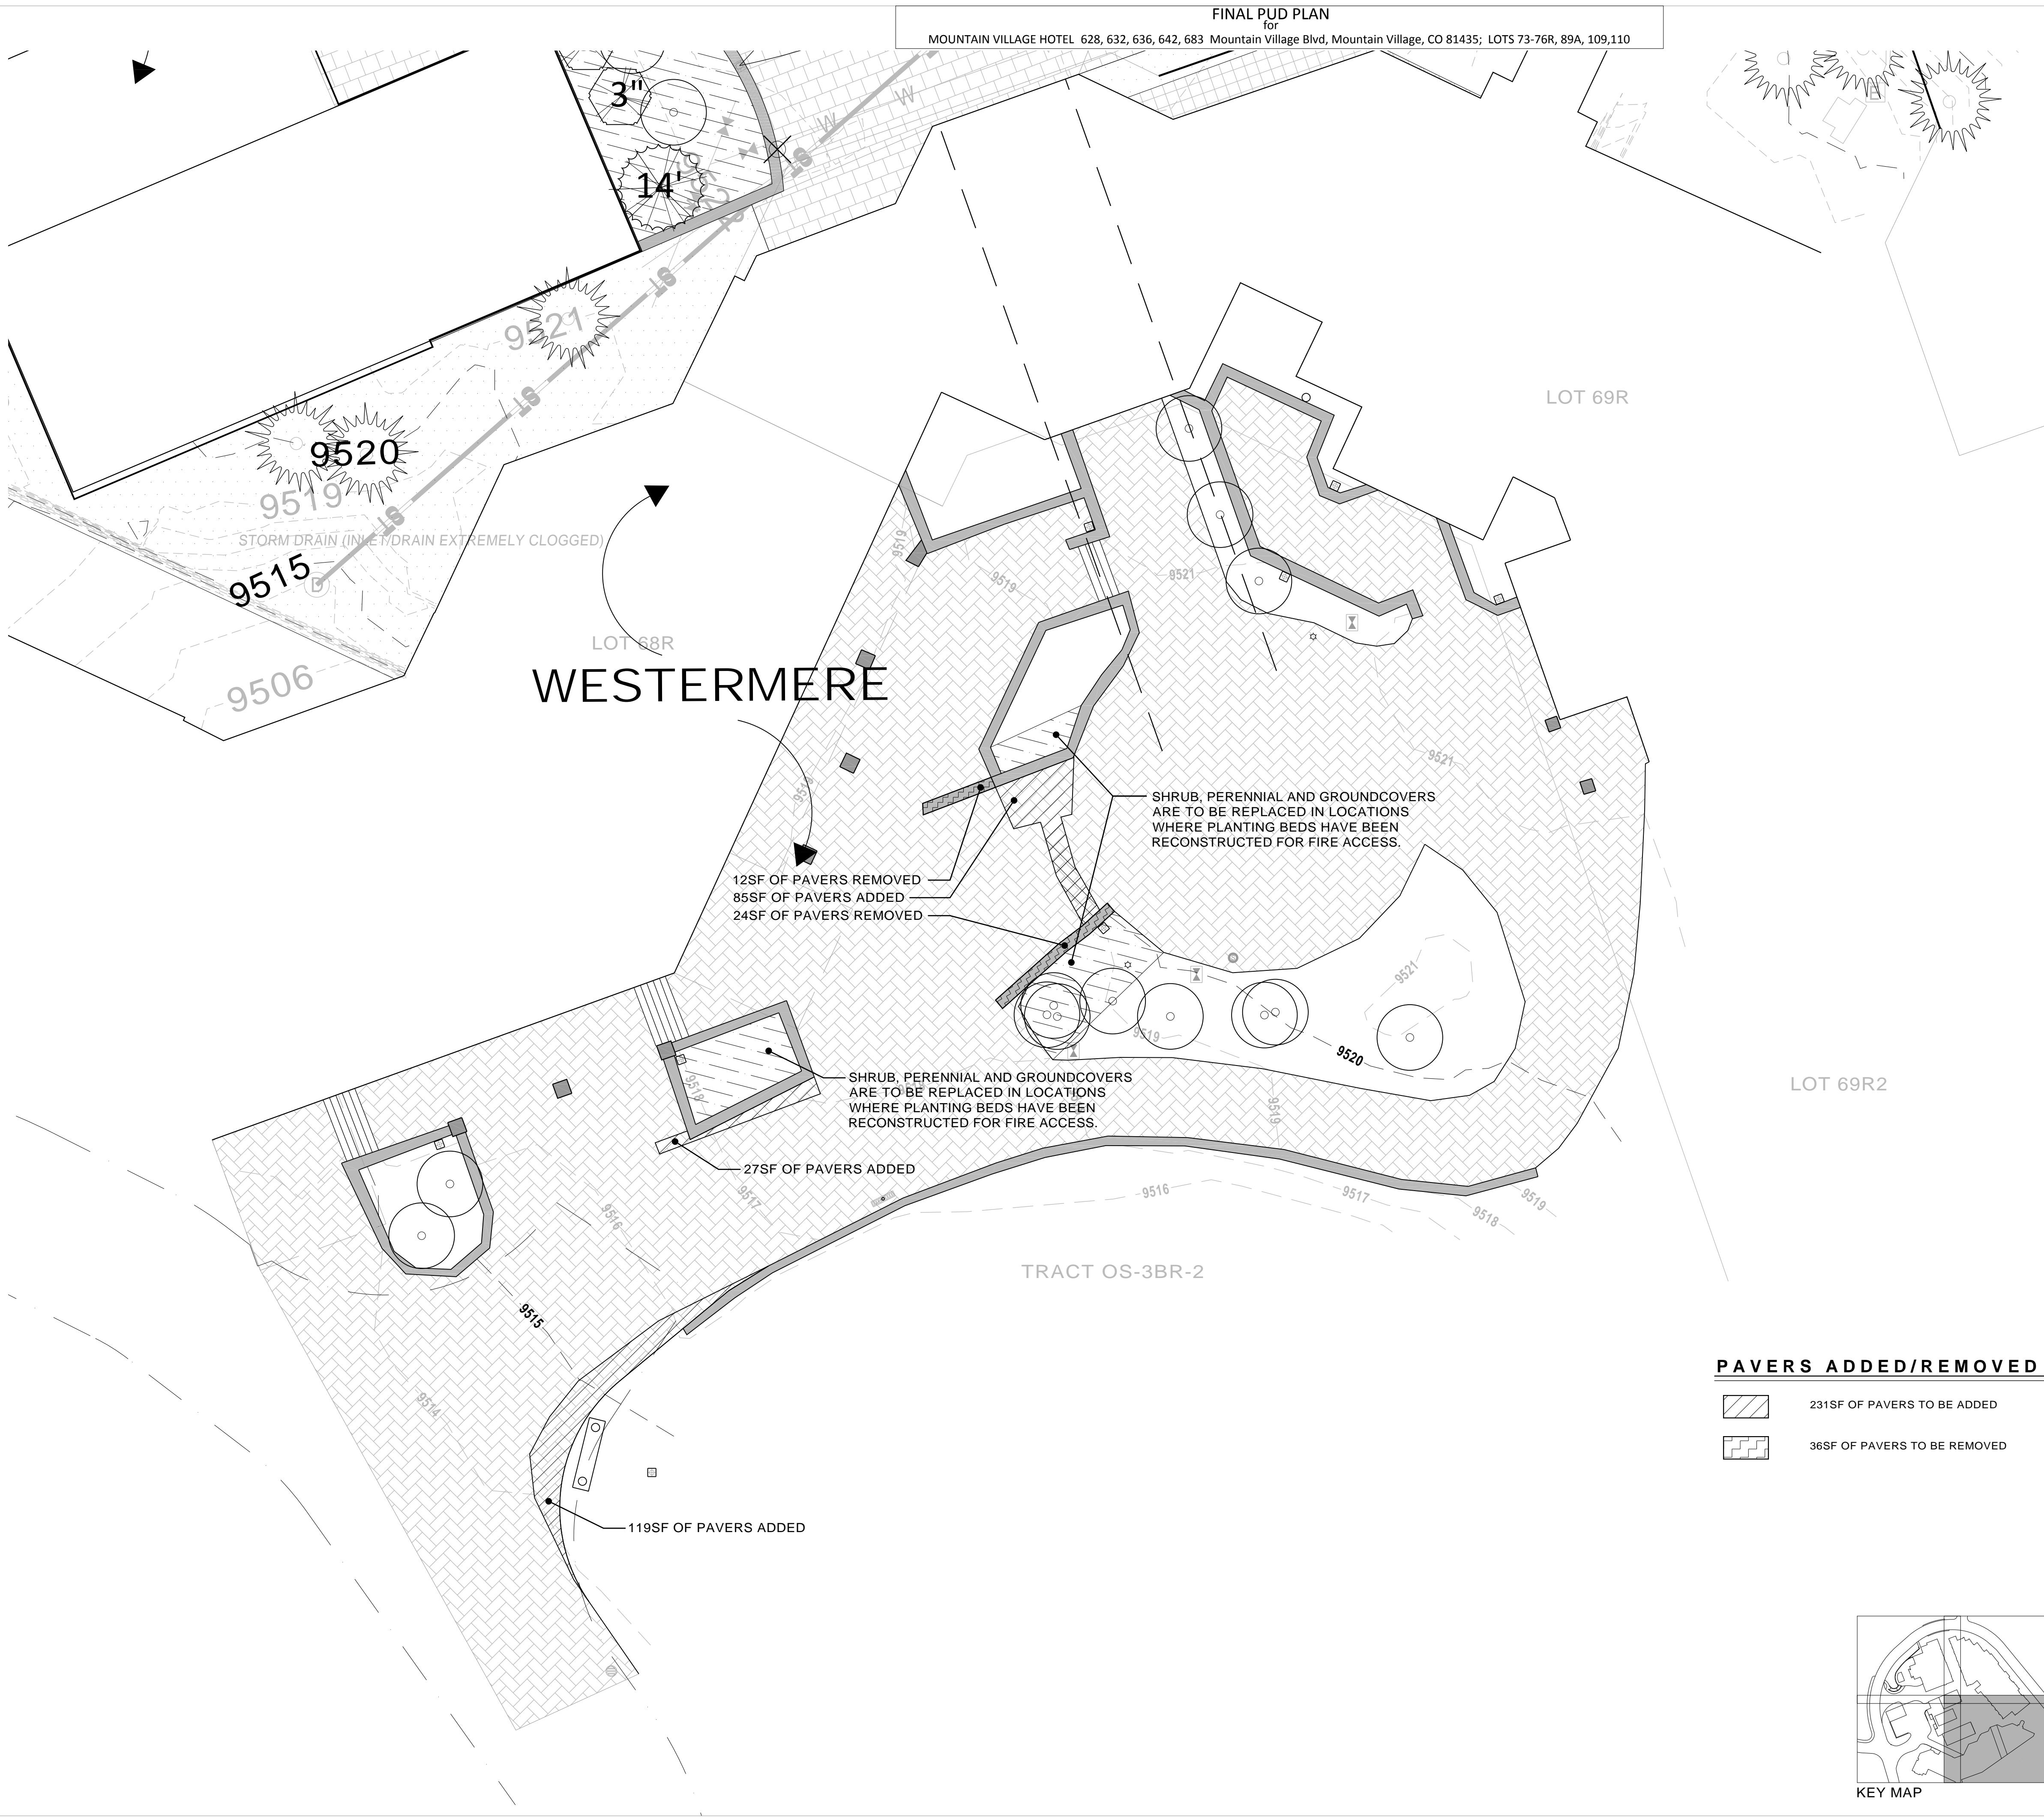 FINAL PUD PLAN
for
MOUNTAIN VILLAGE HOTEL 628, 632, 636, 642, 683 Mountain Village Blvd, Mountain Village, CO 81435; LOTS 73-76R, 89A, 109,110
3"
W
W
E
14'
ST
ST
9521
LOT 69R
ST
9520
9519
ST
STORM DRAIN (INLET/DRAIN EXTREMELY CLOGGED)
9515
D
9519
9519
9521
LOT 68R
WESTERMERE
9506
9521
SHRUB, PERENNIAL AND GROUNDCOVERS
ARE TO BE REPLACED IN LOCATIONS
WHERE PLANTING BEDS HAVE BEEN
RECONSTRUCTED FOR FIRE ACCESS.
12SF OF PAVERS REMOVED
85SF OF PAVERS ADDED
24SF OF PAVERS REMOVED
9521
9519
9520
SHRUB, PERENNIAL AND GROUNDCOVERS
ARE TO BE REPLACED IN LOCATIONS
WHERE PLANTING BEDS HAVE BEEN
RECONSTRUCTED FOR FIRE ACCESS.
9518
9519
LOT 69R2
27SF OF PAVERS ADDED
9517
9516
9516
9517
9518
9519
TRACT OS-3BR-2
9515
9514
PAVERS ADDED/REMOVED
231SF OF PAVERS TO BE ADDED
36SF OF PAVERS TO BE REMOVED
119SF OF PAVERS ADDED
KEY MAP